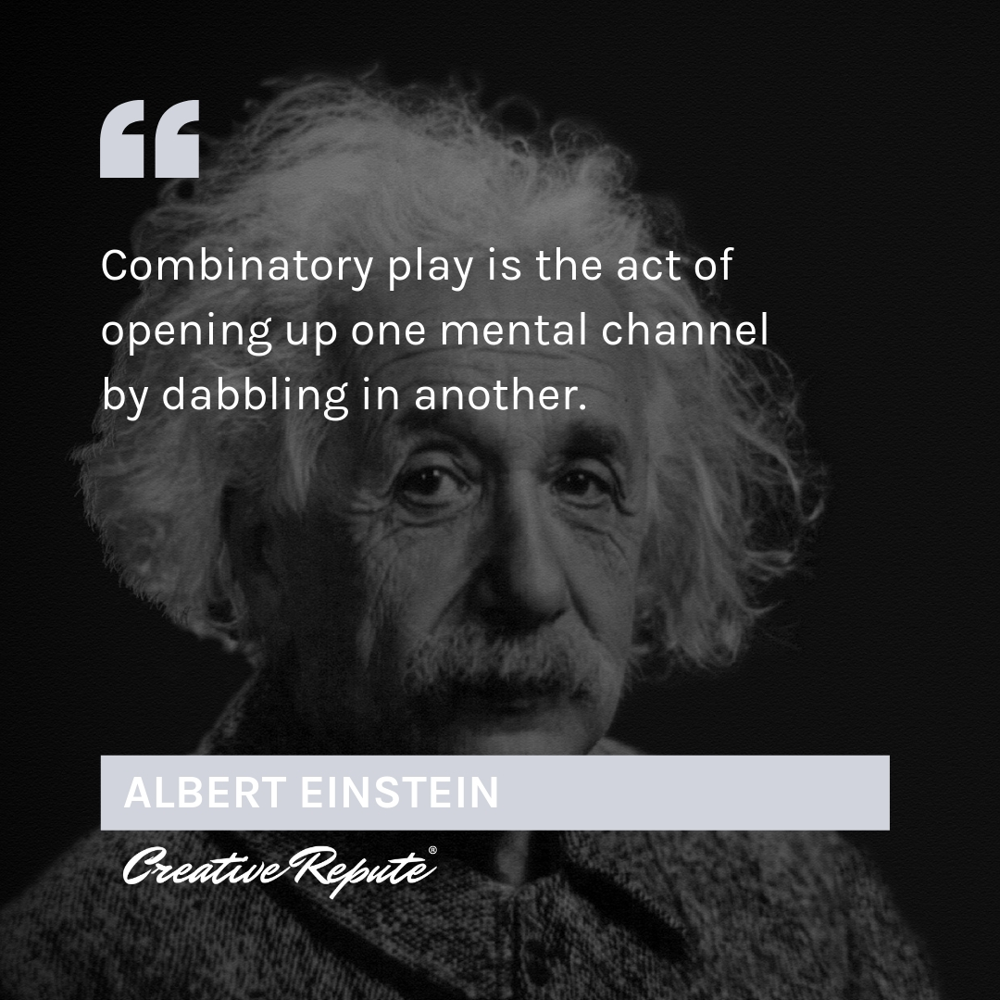 “
Combinatory play is the act of
opening up one mental channel
by dabbling in another.
ALBERT EINSTEIN
Creative Repute®